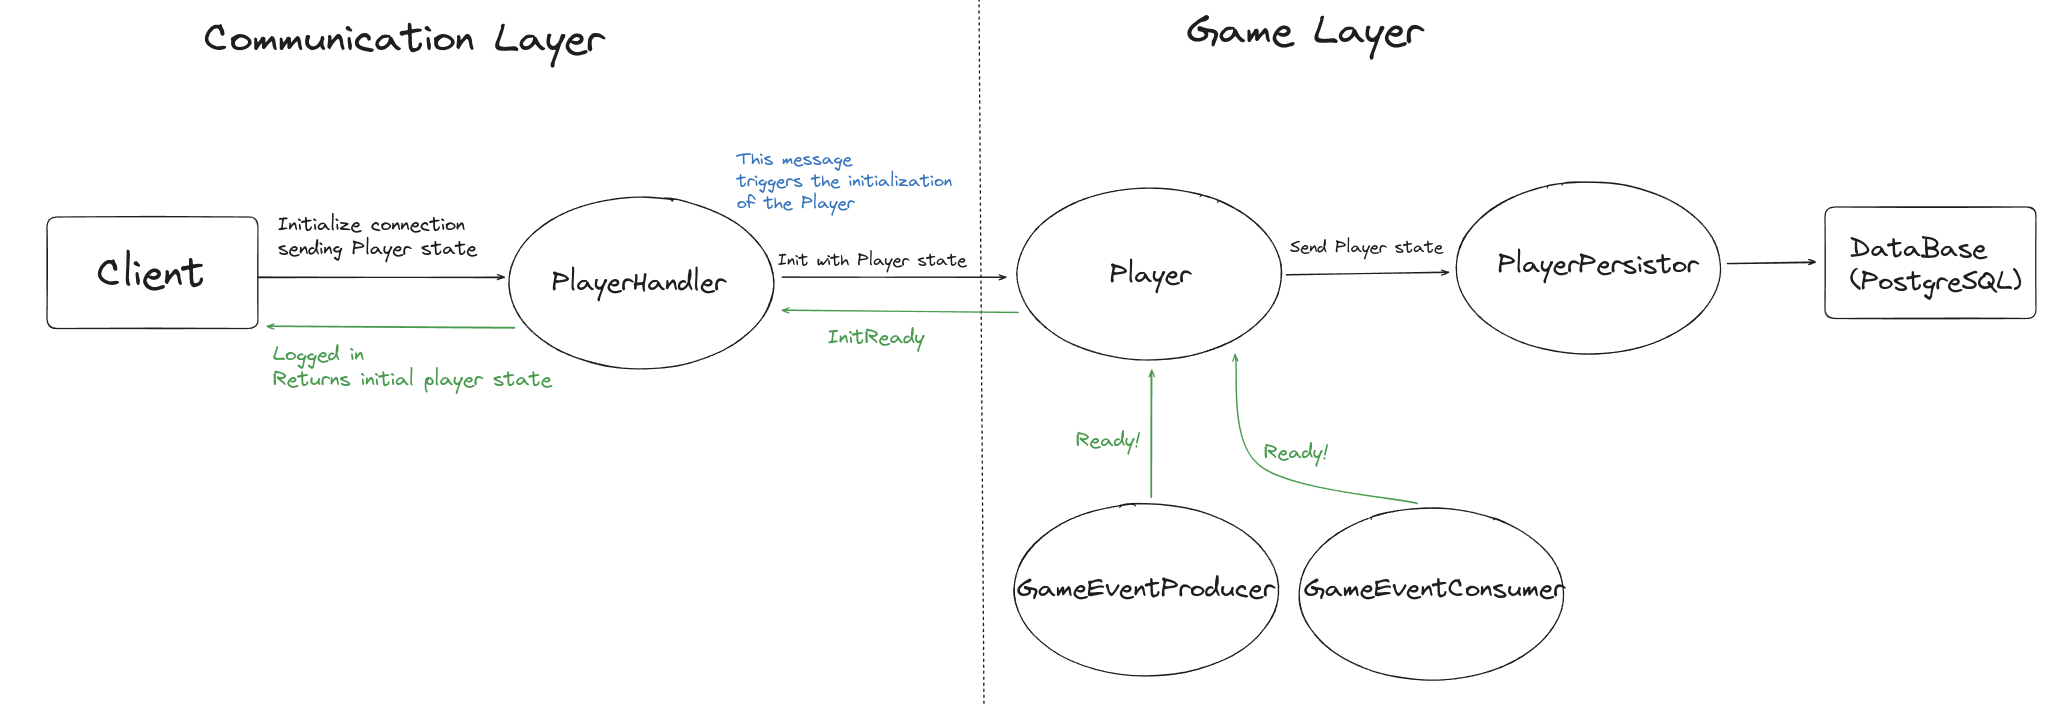 Communication Layer
Game Layer
This message
triggers the initialization
of the Player
Initialize connection
sending Player state
Client
PlayerHandler
Init with Player state
Player
Send Player state
PlayerPersistor
DataBase
(PostgreSQL)
InitReady
Logged in
Returns initial player state
Ready!
Ready!
GameEventProducer
GameEventConsumer